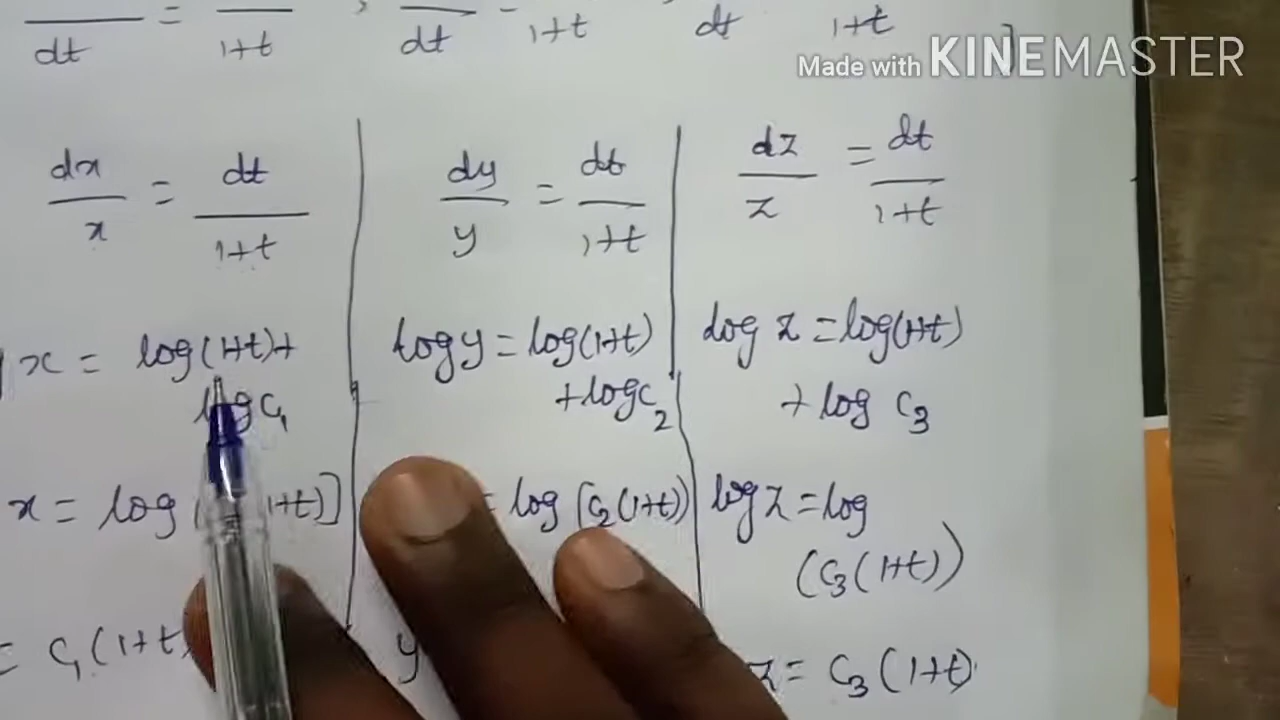 Made with KINEMASTER
dt = 1+t , dt = 1+t dt 1+t ]
dx/x = dt/1+t
x = log(1+t)+
log c₁
x = log 1+t)]
= c₁(1+t)
dy/y = dt/1+t
log y = log(1+t)
+logc₂
= log [c₂(1+t))
y
dz/z = dt/1+t
log z = log(1+t)
+ log c₃
log z = log
(c₃(1+t))
z = c₃(1+t)